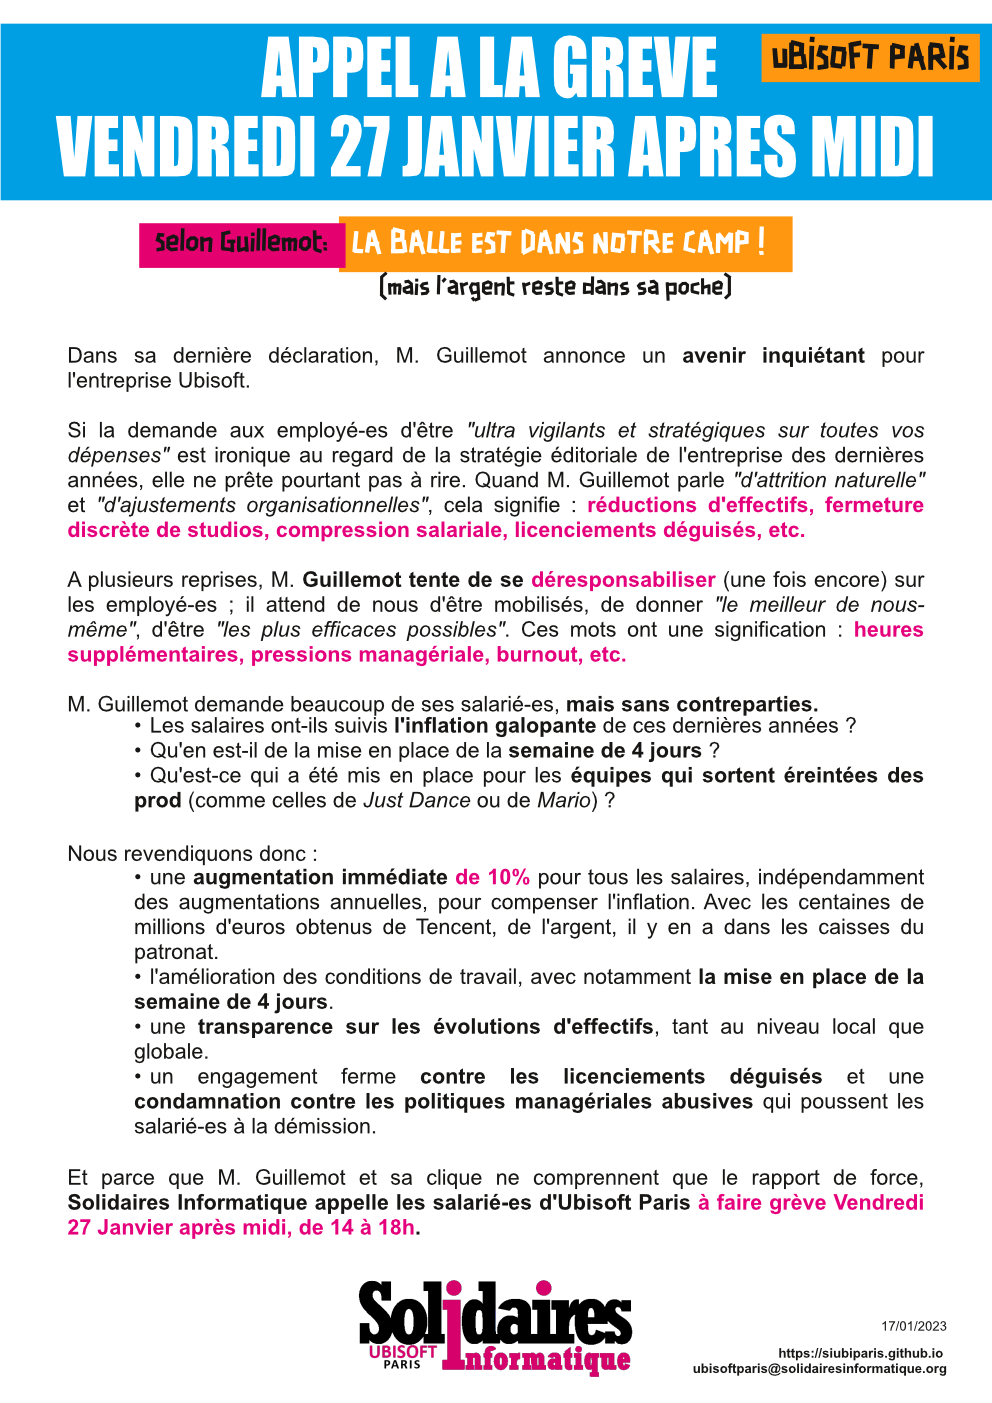 APPEL A LA GREVE
UBISOFT PARIS
VENDREDI 27 JANVIER APRES MIDI
Selon Guillemot:
LA BALLE EST DANS NOTRE CAMP !
(mais l'argent reste dans sa poche)
Dans sa dernière déclaration, M. Guillemot annonce un avenir inquiétant pour
l'entreprise Ubisoft.
Si la demande aux employé-es d'être "ultra vigilants et stratégiques sur toutes vos
dépenses" est ironique au regard de la stratégie éditoriale de l'entreprise des dernières
années, elle ne prête pourtant pas à rire. Quand M. Guillemot parle "d'attrition naturelle"
et "d'ajustements organisationnelles", cela signifie : réductions d'effectifs, fermeture
discrète de studios, compression salariale, licenciements déguisés, etc.
A plusieurs reprises, M. Guillemot tente de se déresponsabiliser (une fois encore) sur
les employé-es ; il attend de nous d'être mobilisés, de donner "le meilleur de nous-
même", d'être "les plus efficaces possibles". Ces mots ont une signification : heures
supplémentaires, pressions managériale, burnout, etc.
M. Guillemot demande beaucoup de ses salarié-es, mais sans contreparties.
• Les salaires ont-ils suivis l'inflation galopante de ces dernières années ?
• Qu'en est-il de la mise en place de la semaine de 4 jours ?
• Qu'est-ce qui a été mis en place pour les équipes qui sortent éreintées des
prod (comme celles de Just Dance ou de Mario) ?
Nous revendiquons donc :
• une augmentation immédiate de 10% pour tous les salaires, indépendamment
des augmentations annuelles, pour compenser l'inflation. Avec les centaines de
millions d'euros obtenus de Tencent, de l'argent, il y en a dans les caisses du
patronat.
• l'amélioration des conditions de travail, avec notamment la mise en place de la
semaine de 4 jours.
• une transparence sur les évolutions d'effectifs, tant au niveau local que
globale.
• un engagement ferme contre les licenciements déguisés et une
condamnation contre les politiques managériales abusives qui poussent les
salarié-es à la démission.
Et parce que M. Guillemot et sa clique ne comprennent que le rapport de force,
Solidaires Informatique appelle les salarié-es d'Ubisoft Paris à faire grève Vendredi
27 Janvier après midi, de 14 à 18h.
Solidaires
Informatique
UBISOFT
PARIS
17/01/2023
https://siubiparis.github.io
ubisoftparis@solidairesinformatique.org